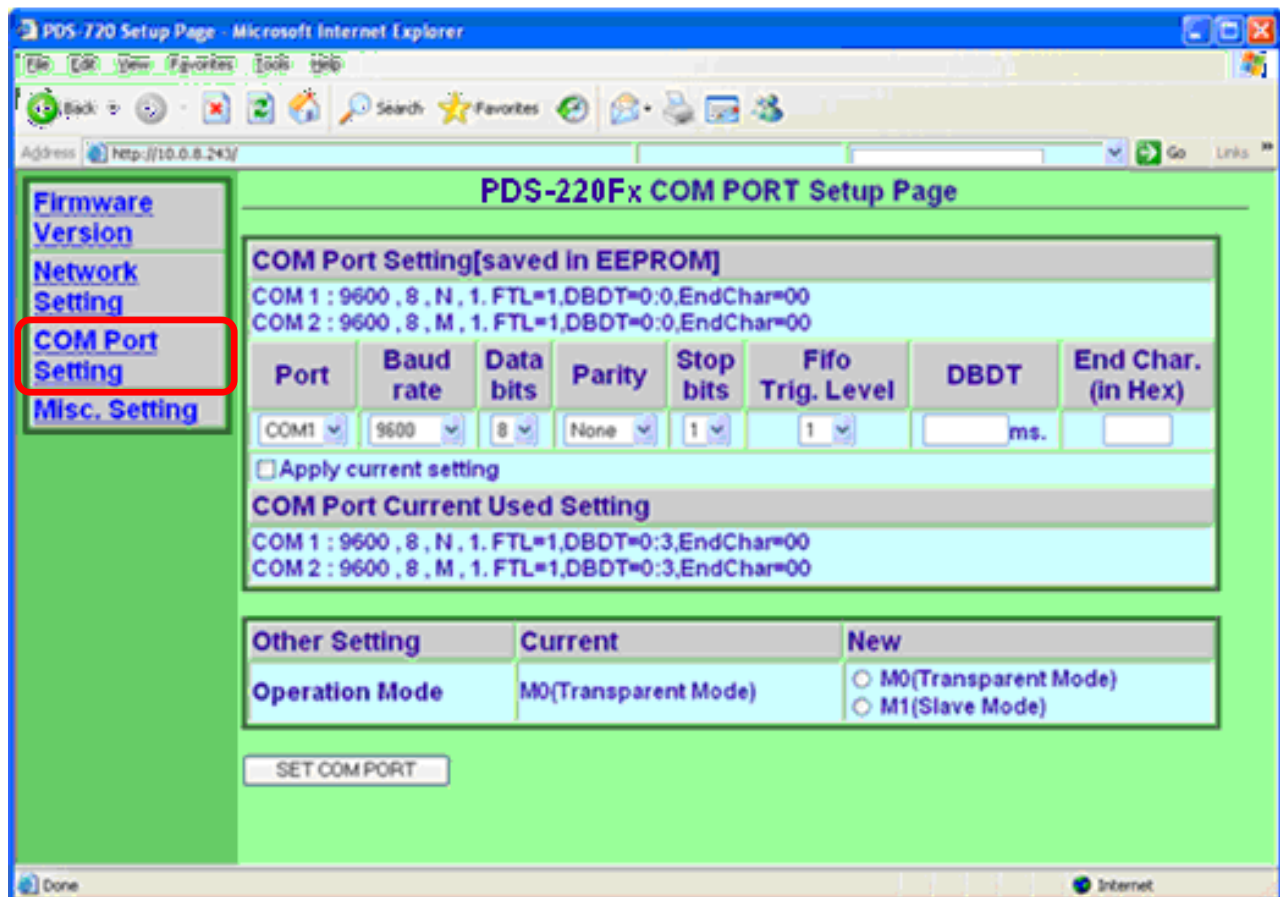 PDS-720 Setup Page - Microsoft Internet Explorer
File Edit View Favorites Tools Help
Back Search Favorites
Address http://10.0.8.243/ Go Links »
PDS-220Fx COM PORT Setup Page
Firmware
Version
Network
Setting
COM Port
Setting
Misc. Setting
COM Port Setting[saved in EEPROM]
COM 1 : 9600 , 8 , N , 1. FTL=1,DBDT=0:0,EndChar=00
COM 2 : 9600 , 8 , M , 1. FTL=1,DBDT=0:0,EndChar=00
Port Baud rate Data bits Parity Stop bits Fifo Trig. Level DBDT End Char. (in Hex)
COM1 9600 8 None 1 1 ms.
Apply current setting
COM Port Current Used Setting
COM 1 : 9600 , 8 , N , 1. FTL=1,DBDT=0:3,EndChar=00
COM 2 : 9600 , 8 , M , 1. FTL=1,DBDT=0:3,EndChar=00
Other Setting Current New
Operation Mode M0(Transparent Mode) M0(Transparent Mode)
M1(Slave Mode)
SET COM PORT
Done Internet